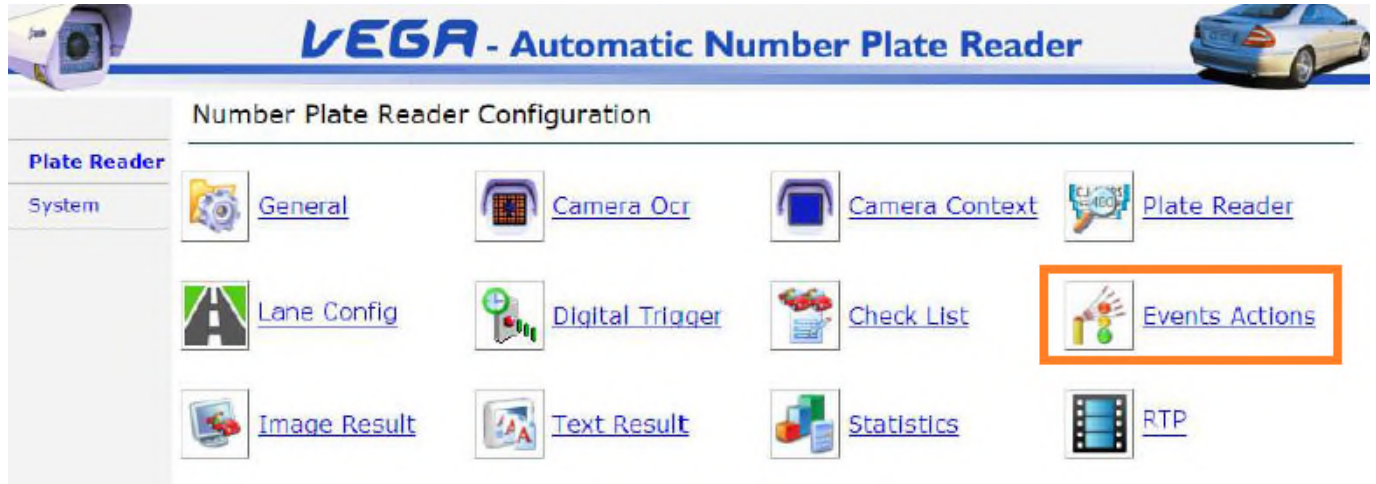 VEGA - Automatic Number Plate Reader
Number Plate Reader Configuration
Plate Reader
System
General
Camera Ocr
Camera Context
Plate Reader
Lane Config
Digital Trigger
Check List
Events Actions
Image Result
Text Result
Statistics
RTP